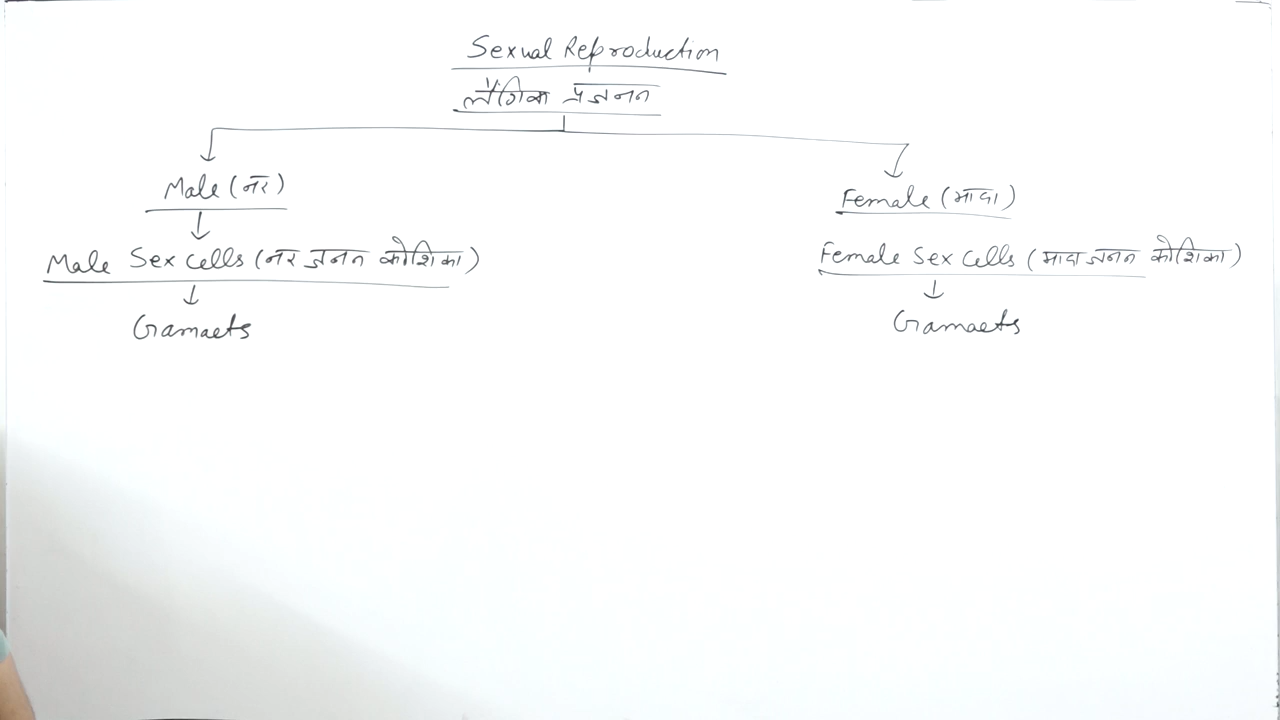 Sexual Reproduction
लैंगिक प्रजनन
Male (नर)
Female (मादा)
Male Sex cells (नर जनन कोशिका)
Female Sex cells (मादा जनन कोशिका)
Gamaets
Gamaets